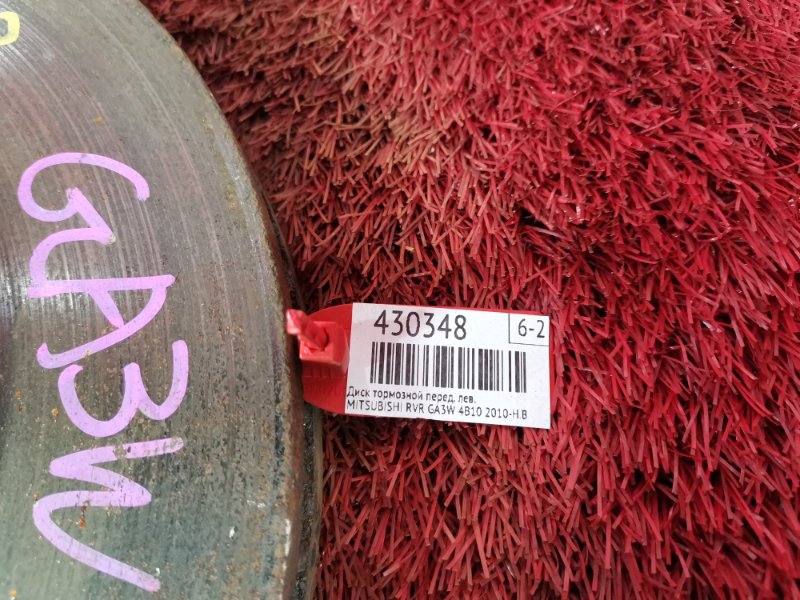 GA3W
430348
6-2
Диск тормозной перед. лев.
MITSUBISHI RVR GA3W 4B10 2010-Н.В